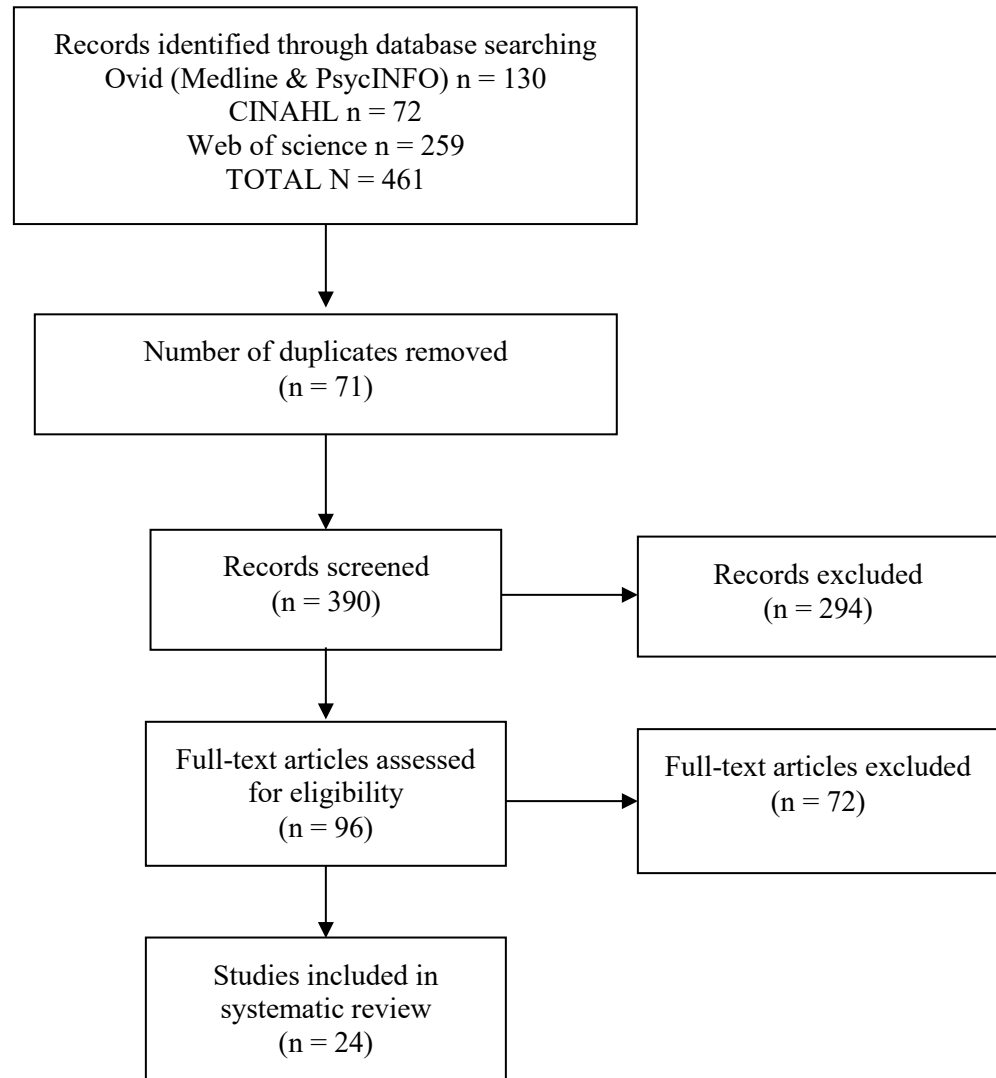 Records identified through database searching
Ovid (Medline & PsycINFO) n = 130
CINAHL n = 72
Web of science n = 259
TOTAL N = 461
Number of duplicates removed
(n = 71)
Records screened
(n = 390)
Records excluded
(n = 294)
Full-text articles assessed
for eligibility
(n = 96)
Full-text articles excluded
(n = 72)
Studies included in
systematic review
(n = 24)